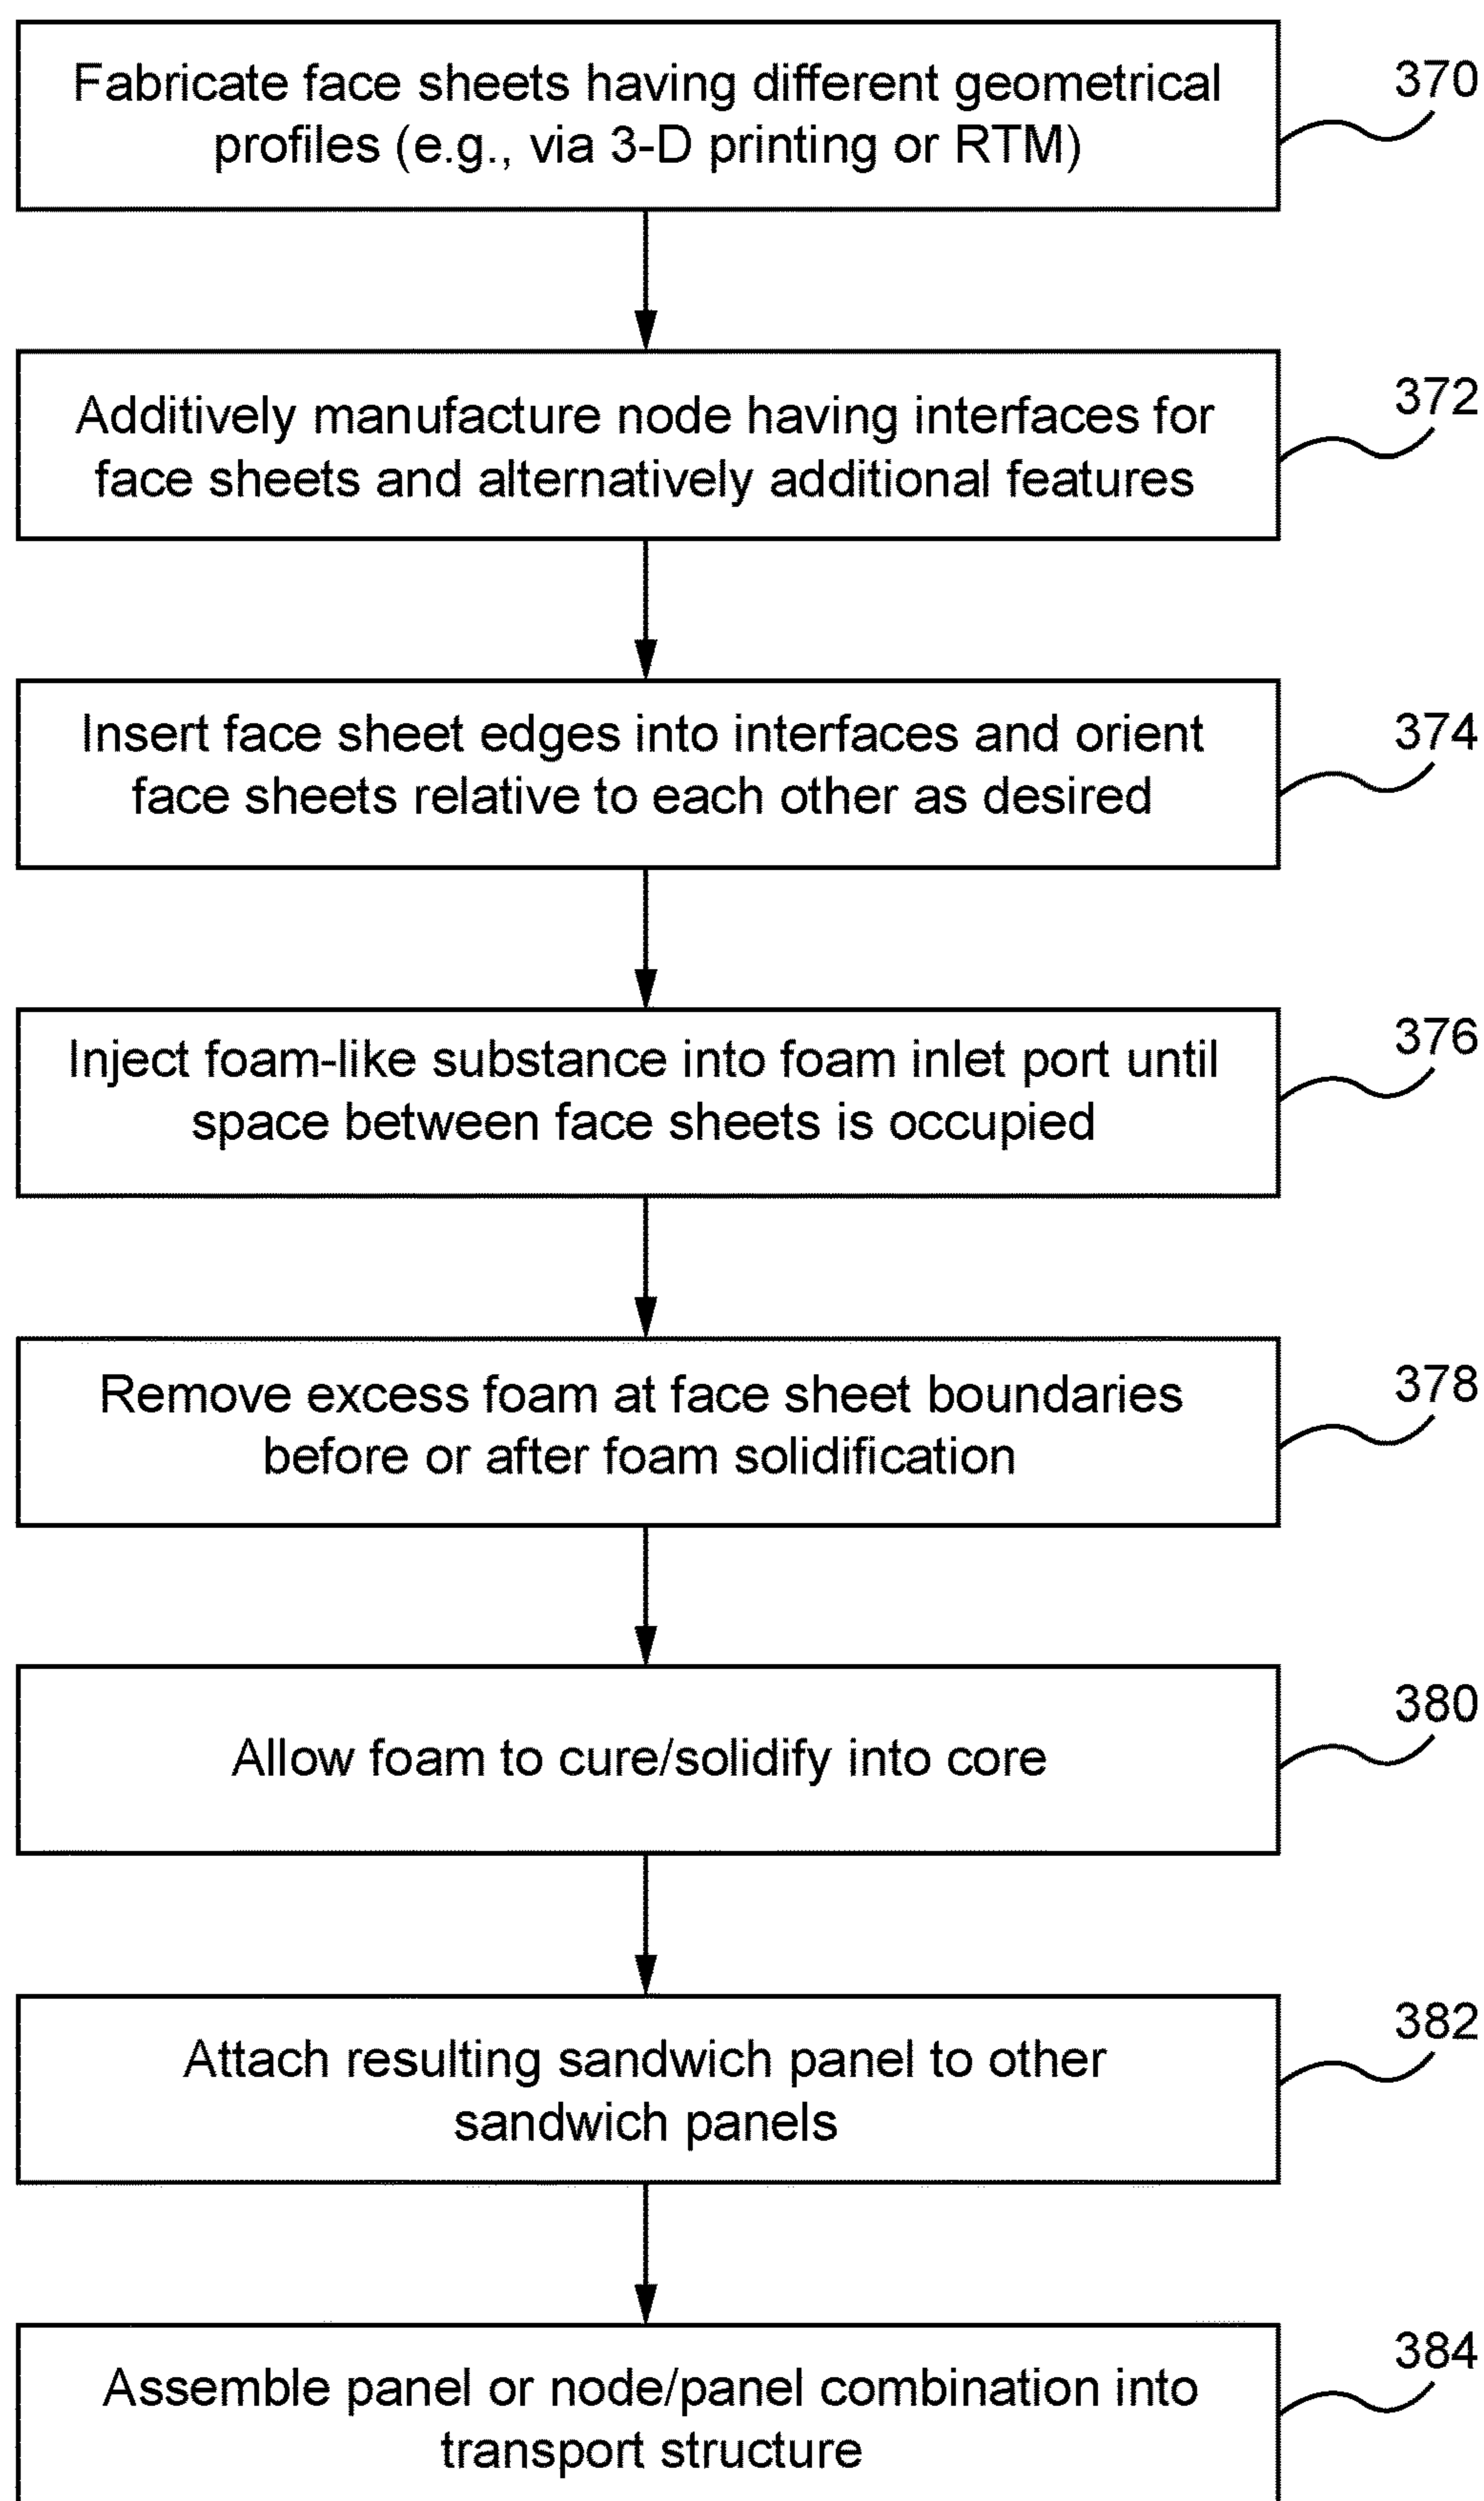 Fabricate face sheets having different geometrical
profiles (e.g., via 3-D printing or RTM)
370
Additively manufacture node having interfaces for
face sheets and alternatively additional features
372
Insert face sheet edges into interfaces and orient
face sheets relative to each other as desired
374
Inject foam-like substance into foam inlet port until
space between face sheets is occupied
376
Remove excess foam at face sheet boundaries
before or after foam solidification
378
Allow foam to cure/solidify into core
380
Attach resulting sandwich panel to other
sandwich panels
382
Assemble panel or node/panel combination into
transport structure
384